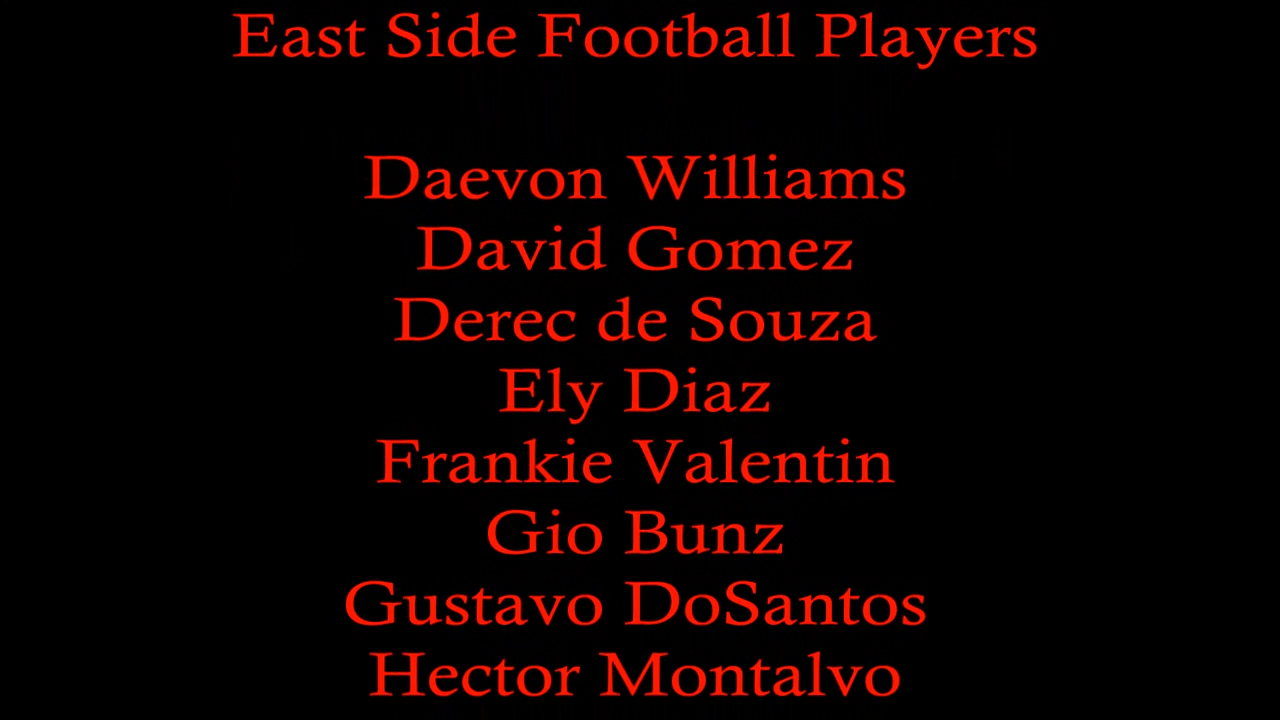 East Side Football Players
Daevon Williams
David Gomez
Derec de Souza
Ely Diaz
Frankie Valentin
Gio Bunz
Gustavo DoSantos
Hector Montalvo